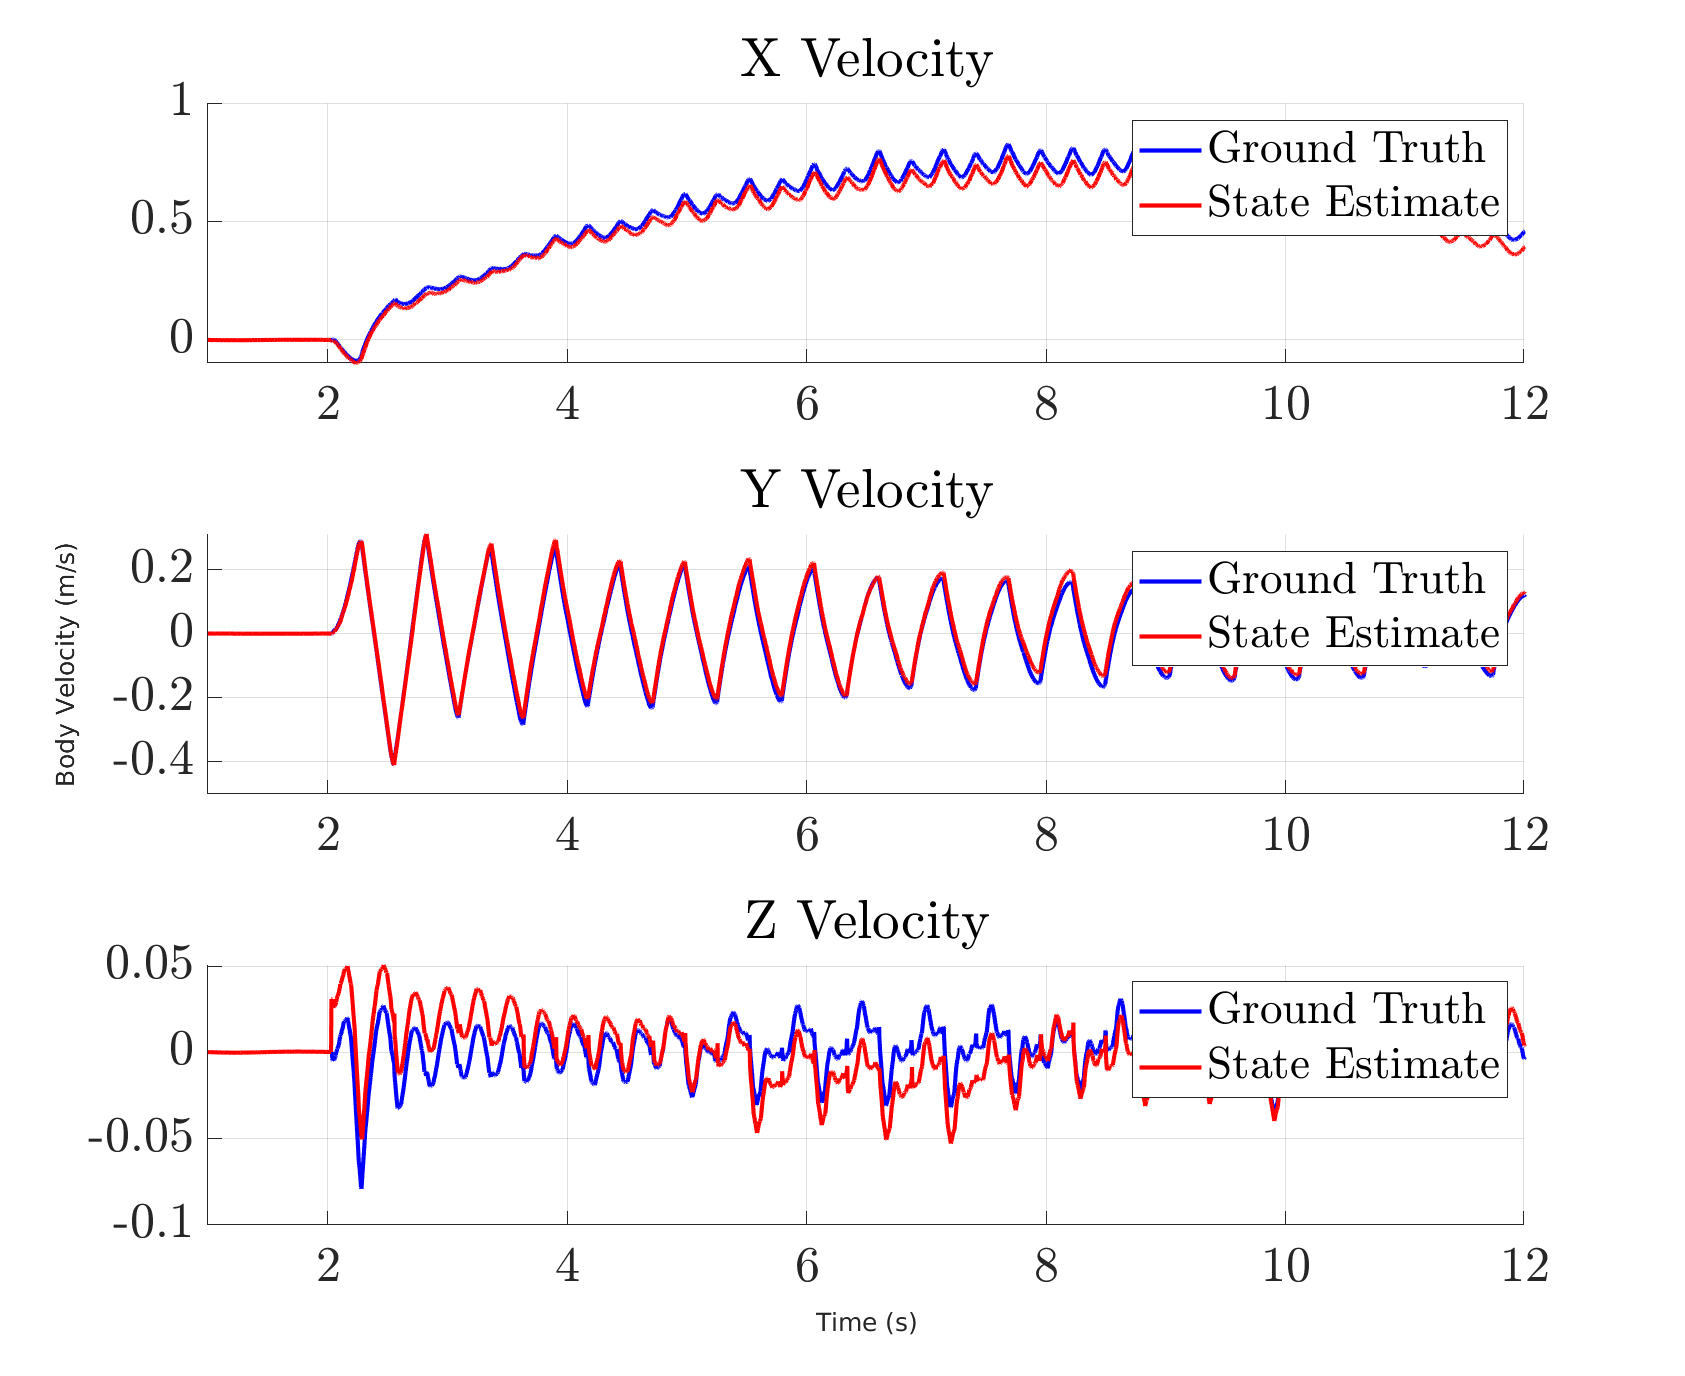 X Velocity
1
0.5
0
Ground Truth
State Estimate
2 4 6 8 10 12
Y Velocity
Body Velocity (m/s)
0.2
0
-0.2
-0.4
Ground Truth
State Estimate
2 4 6 8 10 12
Z Velocity
0.05
0
-0.05
-0.1
Ground Truth
State Estimate
2 4 6 8 10 12
Time (s)